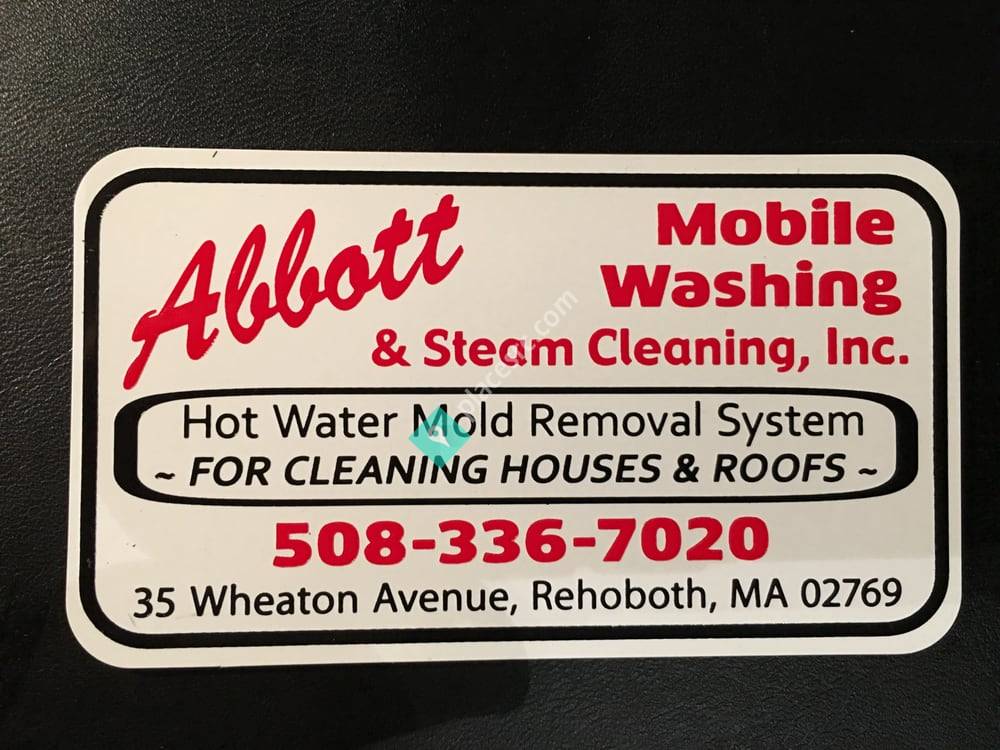 Abbott
Mobile
Washing
& Steam Cleaning, Inc.
Hot Water Mold Removal System
~ FOR CLEANING HOUSES & ROOFS ~
508-336-7020
35 Wheaton Avenue, Rehoboth, MA 02769